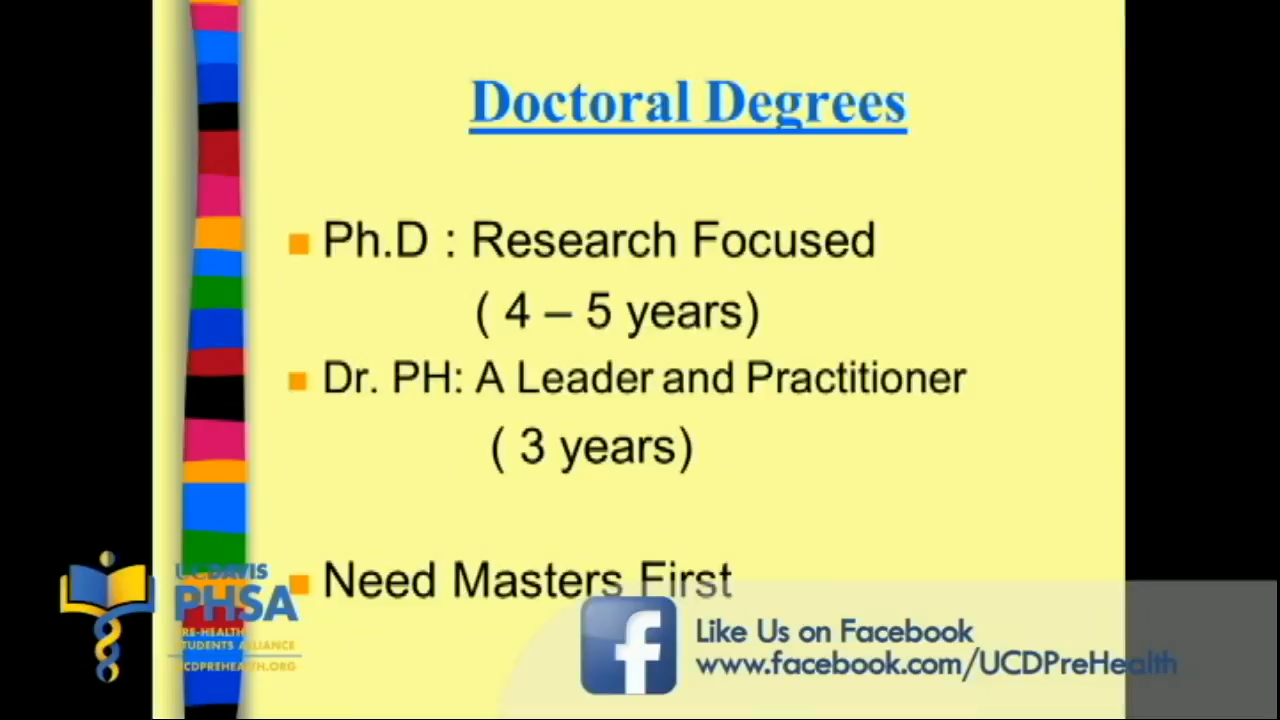 Doctoral Degrees
Ph.D : Research Focused
( 4 – 5 years)
Dr. PH: A Leader and Practitioner
( 3 years)
Need Masters First
UC DAVIS
PHSA
PRE-HEALTH
STUDENTS ALLIANCE
UCDPREHEALTH.ORG
Like Us on Facebook
www.facebook.com/UCDPreHealth